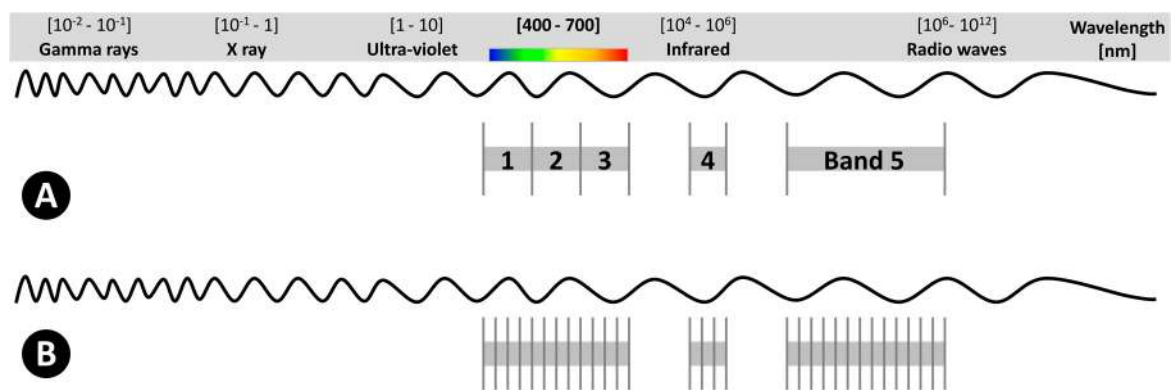 [10⁻² - 10⁻¹] [10⁻¹ - 1] [1 - 10] [400 - 700] [10⁴ - 10⁶] [10⁶- 10¹²] Wavelength
Gamma rays X ray Ultra-violet Infrared Radio waves [nm]
1 2 3 4 Band 5
A
B